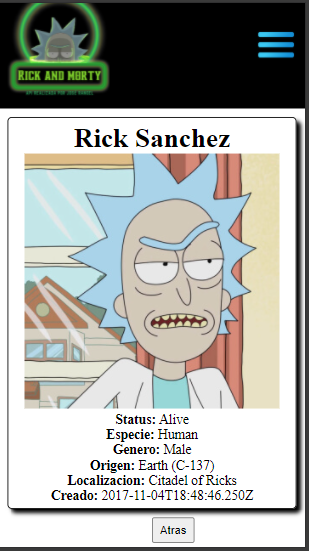 RICK AND MORTY
Rick Sanchez
Status: Alive
Especie: Human
Genero: Male
Origen: Earth (C-137)
Localizacion: Citadel of Ricks
Creado: 2017-11-04T18:48:46.250Z
Atras